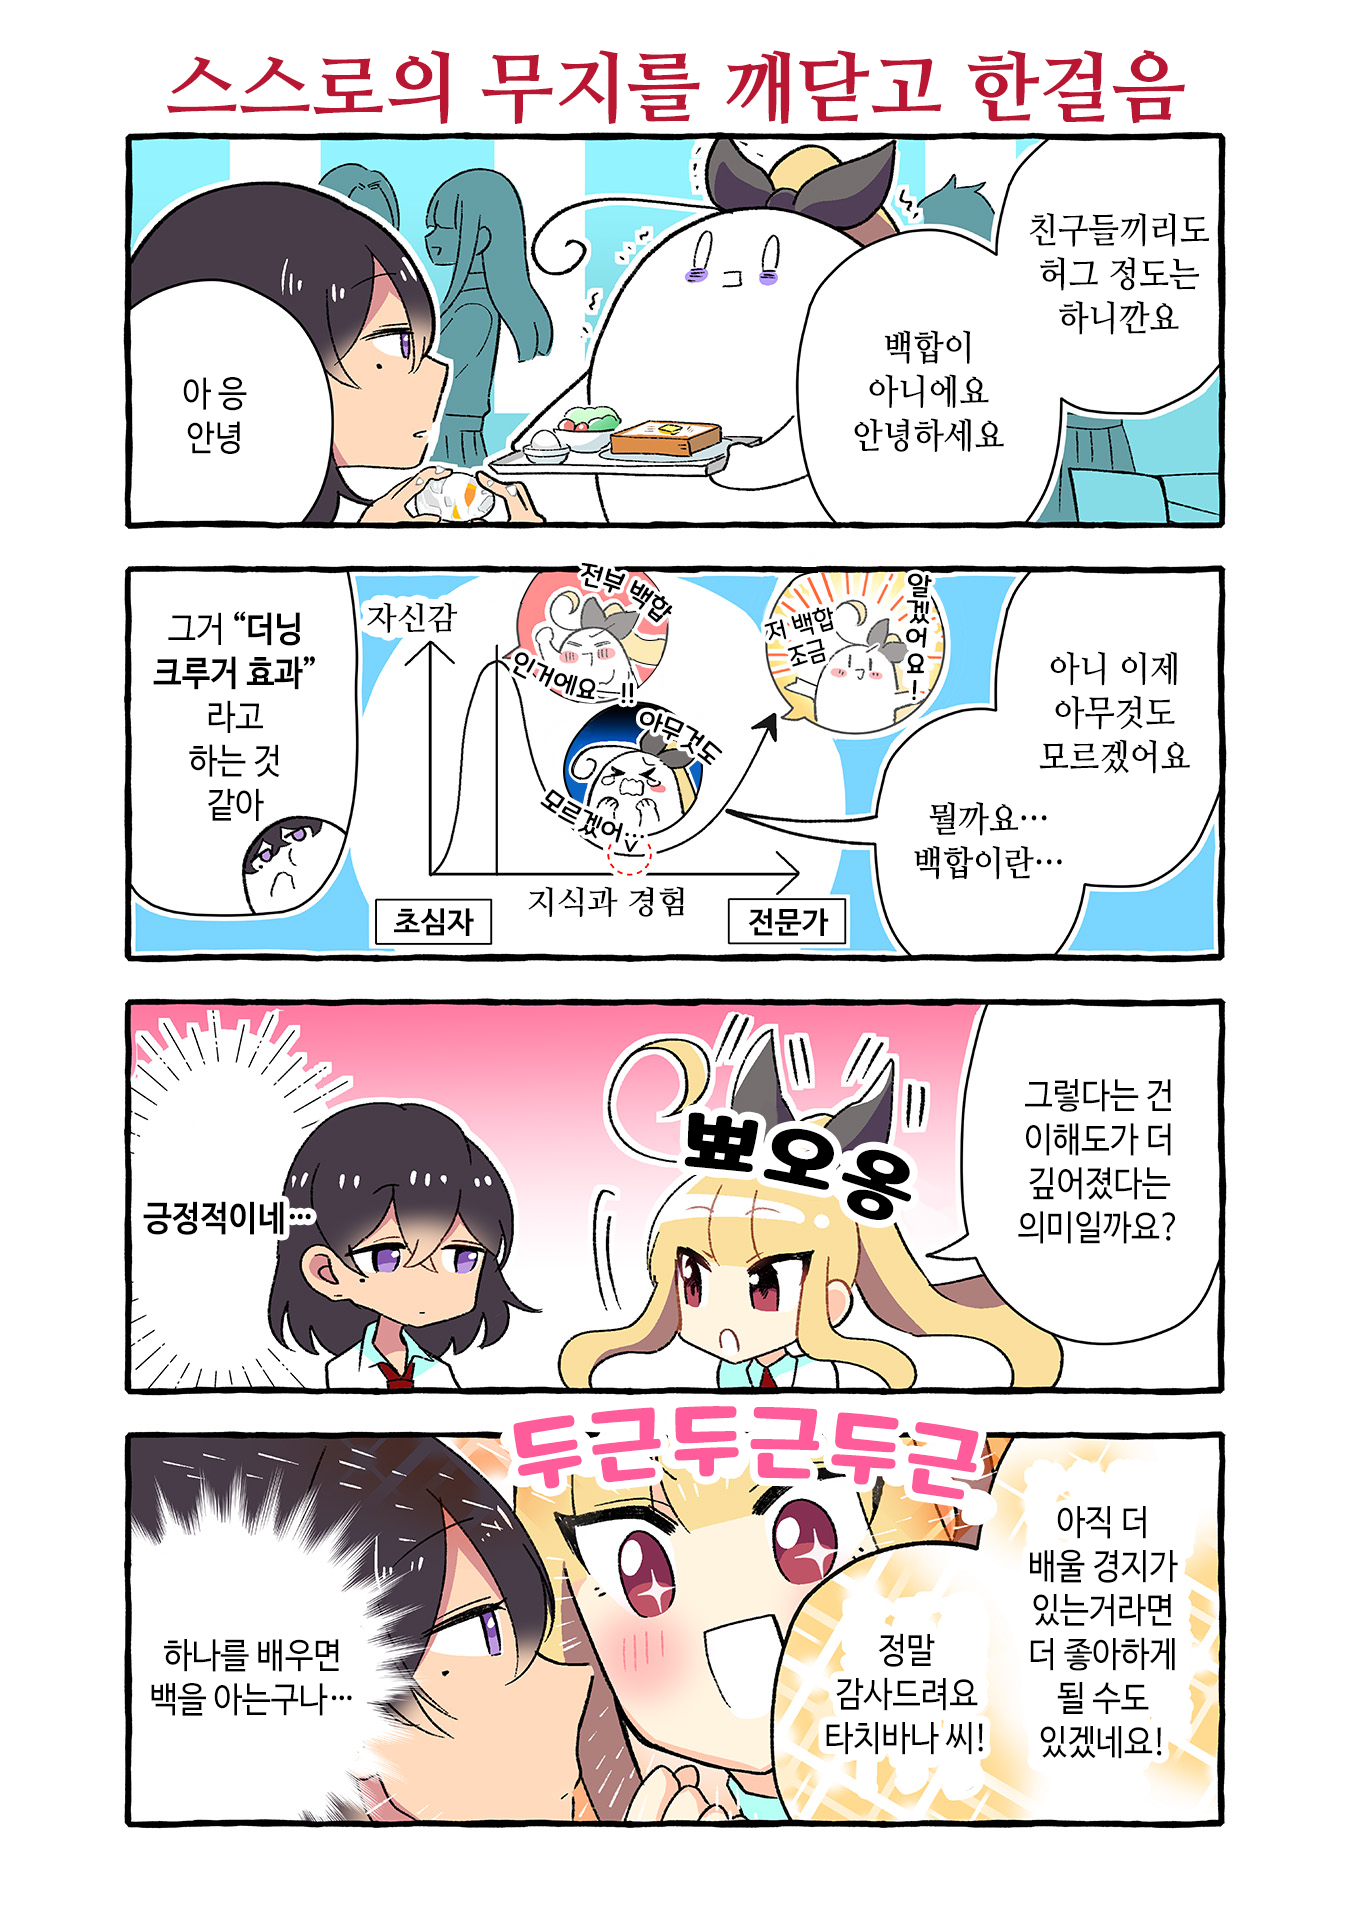 스스로의 무지를 깨닫고 한걸음
친구들끼리도
허그 정도는
하니깐요
백합이
아니에요
안녕하세요
아 응
안녕
아니 이제
아무것도
모르겠어요
뭘까요…
백합이란…
자신감
전부 백합
인거에요—!!
아무것도
모르겠어…
저 백합
조금
알겠어요!
지식과 경험
초심자
전문가
그거 “더닝
크루거 효과”
라고
하는 것
같아
그렇다는 건
이해도가 더
깊어졌다는
의미일까요?
뾰오옹
긍정적이네…
두근두근두근
아직 더
배울 경지가
있는거라면
더 좋아하게
될 수도
있겠네요!
정말
감사드려요
타치바나 씨!
하나를 배우면
백을 아는구나…